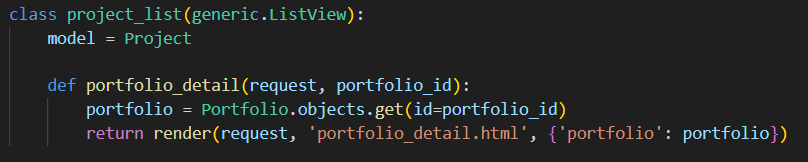 class project_list(generic.ListView):
    model = Project
    def portfolio_detail(request, portfolio_id):
        portfolio = Portfolio.objects.get(id=portfolio_id)
        return render(request, 'portfolio_detail.html', {'portfolio': portfolio})